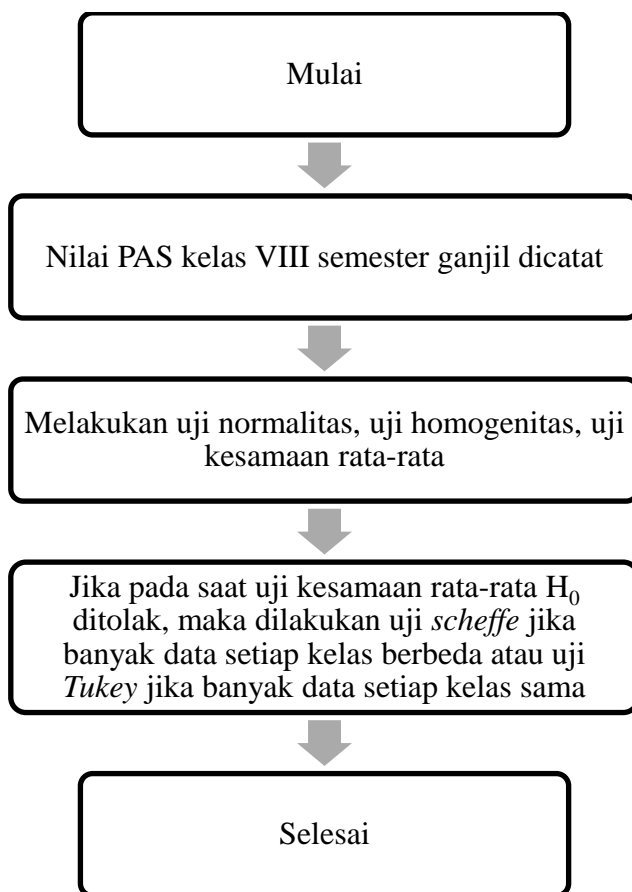 Mulai
Nilai PAS kelas VIII semester ganjil dicatat
Melakukan uji normalitas, uji homogenitas, uji
kesamaan rata-rata
Jika pada saat uji kesamaan rata-rata H₀
ditolak, maka dilakukan uji scheffe jika
banyak data setiap kelas berbeda atau uji
Tukey jika banyak data setiap kelas sama
Selesai